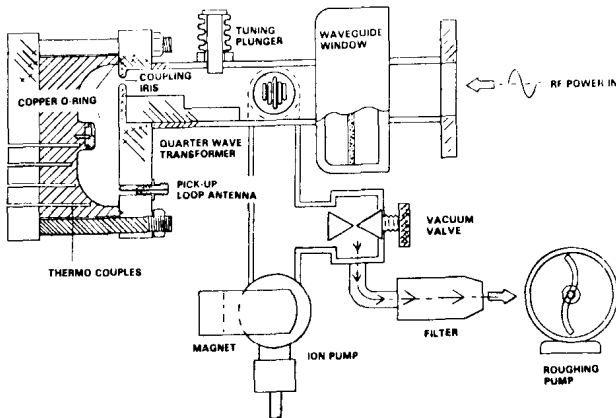 TUNING
PLUNGER
WAVEGUIDE
WINDOW
COUPLING
IRIS
COPPER O-RING
RF POWER IN
QUARTER WAVE
TRANSFORMER
PICK-UP
LOOP ANTENNA
VACUUM
VALVE
THERMO COUPLES
MAGNET
ION PUMP
FILTER
ROUGHING
PUMP